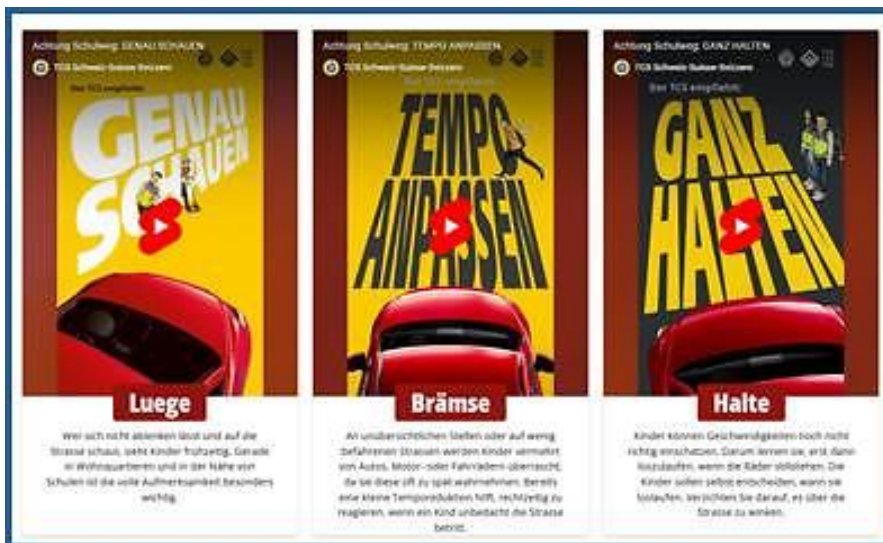 Achtung Schulweg: GENAU SCHAUEN
TCS Schweiz Suisse Svizzero
Der TCS empfiehlt:
GENAU
SCHAUEN
Luege
Wer sich nicht ablenken lässt und auf die
Strasse schaut, sieht Kinder frühzeitig. Gerade
in Wohnquartieren und in der Nähe von
Schulen ist die volle Aufmerksamkeit besonders
wichtig.
Achtung Schulweg: TEMPO ANPASSEN
TCS Schweiz Suisse Svizzero
Der TCS empfiehlt:
TEMPO
ANPASSEN
Brämse
An unübersichtlichen Stellen oder auf wenig
befahrenen Strassen werden Kinder vermehrt
von Autos, Motor- oder Fahrrädern überrascht,
da sie diese oft zu spät wahrnehmen. Bereits
eine kleine Temporeduktion hilft, rechtzeitig zu
reagieren, wenn ein Kind unbedacht die Strasse
betritt.
Achtung Schulweg: GANZ HALTEN
TCS Schweiz Suisse Svizzero
Der TCS empfiehlt:
GANZ
HALTEN
Halte
Kinder können Geschwindigkeiten noch nicht
richtig einschätzen. Darum lernen sie, erst dann
loszulaufen, wenn die Räder stillstehen. Die
Kinder sollen selbst entscheiden, wann sie
loslaufen. Verzichten Sie darauf, es über die
Strasse zu winken.